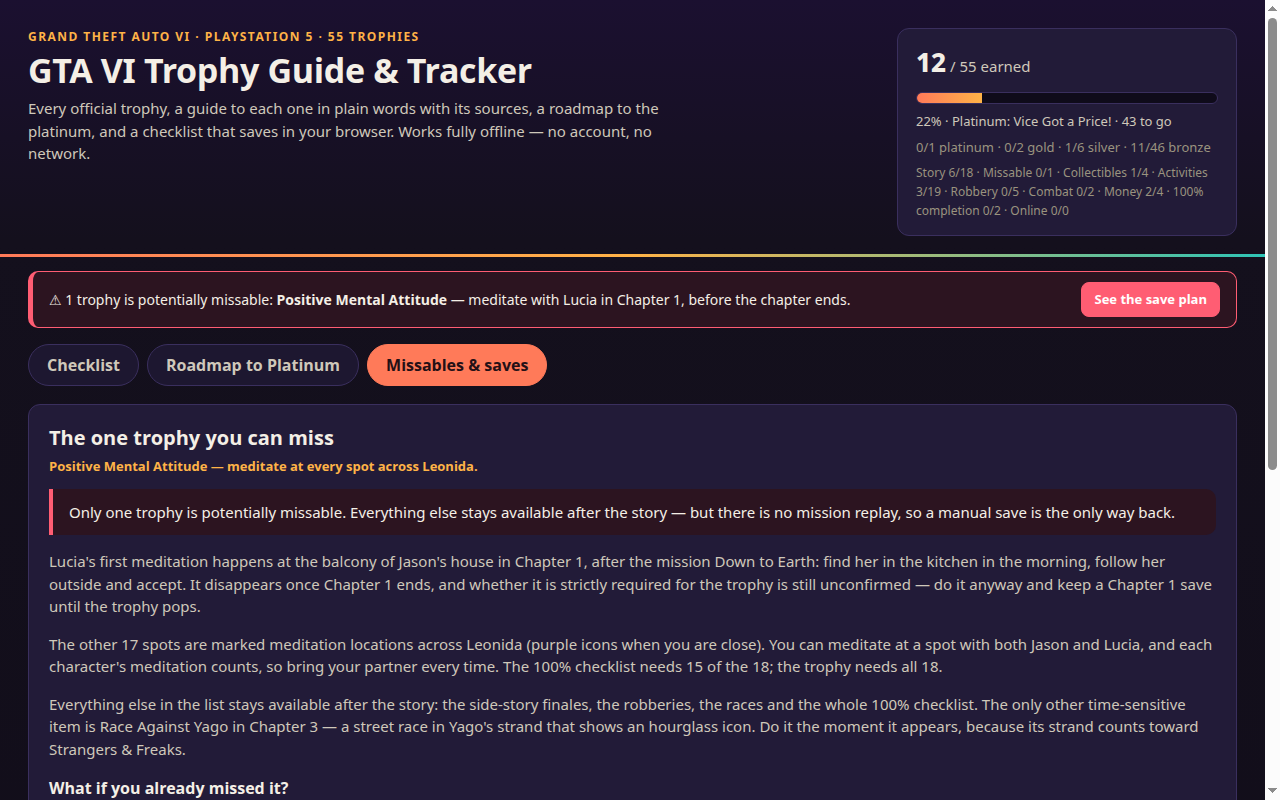 GRAND THEFT AUTO VI · PLAYSTATION 5 · 55 TROPHIES
GTA VI Trophy Guide & Tracker
Every official trophy, a guide to each one in plain words with its sources, a roadmap to the
platinum, and a checklist that saves in your browser. Works fully offline — no account, no
network.
12 / 55 earned
22% · Platinum: Vice Got a Price! · 43 to go
0/1 platinum · 0/2 gold · 1/6 silver · 11/46 bronze
Story 6/18 · Missable 0/1 · Collectibles 1/4 · Activities
3/19 · Robbery 0/5 · Combat 0/2 · Money 2/4 · 100%
completion 0/2 · Online 0/0
⚠ 1 trophy is potentially missable: Positive Mental Attitude — meditate with Lucia in Chapter 1, before the chapter ends.
See the save plan
Checklist
Roadmap to Platinum
Missables & saves
The one trophy you can miss
Positive Mental Attitude — meditate at every spot across Leonida.
Only one trophy is potentially missable. Everything else stays available after the story — but there is no mission replay, so a manual save is the only way back.
Lucia's first meditation happens at the balcony of Jason's house in Chapter 1, after the mission Down to Earth: find her in the kitchen in the morning, follow her
outside and accept. It disappears once Chapter 1 ends, and whether it is strictly required for the trophy is still unconfirmed — do it anyway and keep a Chapter 1 save
until the trophy pops.
The other 17 spots are marked meditation locations across Leonida (purple icons when you are close). You can meditate at a spot with both Jason and Lucia, and each
character's meditation counts, so bring your partner every time. The 100% checklist needs 15 of the 18; the trophy needs all 18.
Everything else in the list stays available after the story: the side-story finales, the robberies, the races and the whole 100% checklist. The only other time-sensitive
item is Race Against Yago in Chapter 3 — a street race in Yago's strand that shows an hourglass icon. Do it the moment it appears, because its strand counts toward
Strangers & Freaks.
What if you already missed it?